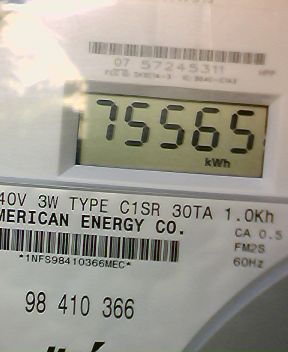 07 57245311
75565
kWh
40V 3W TYPE C1SR 30TA 1.0Kh
MERICAN ENERGY CO.
CA 0.5
FM2S
60Hz
*1NFS98410366MEC*
98 410 366